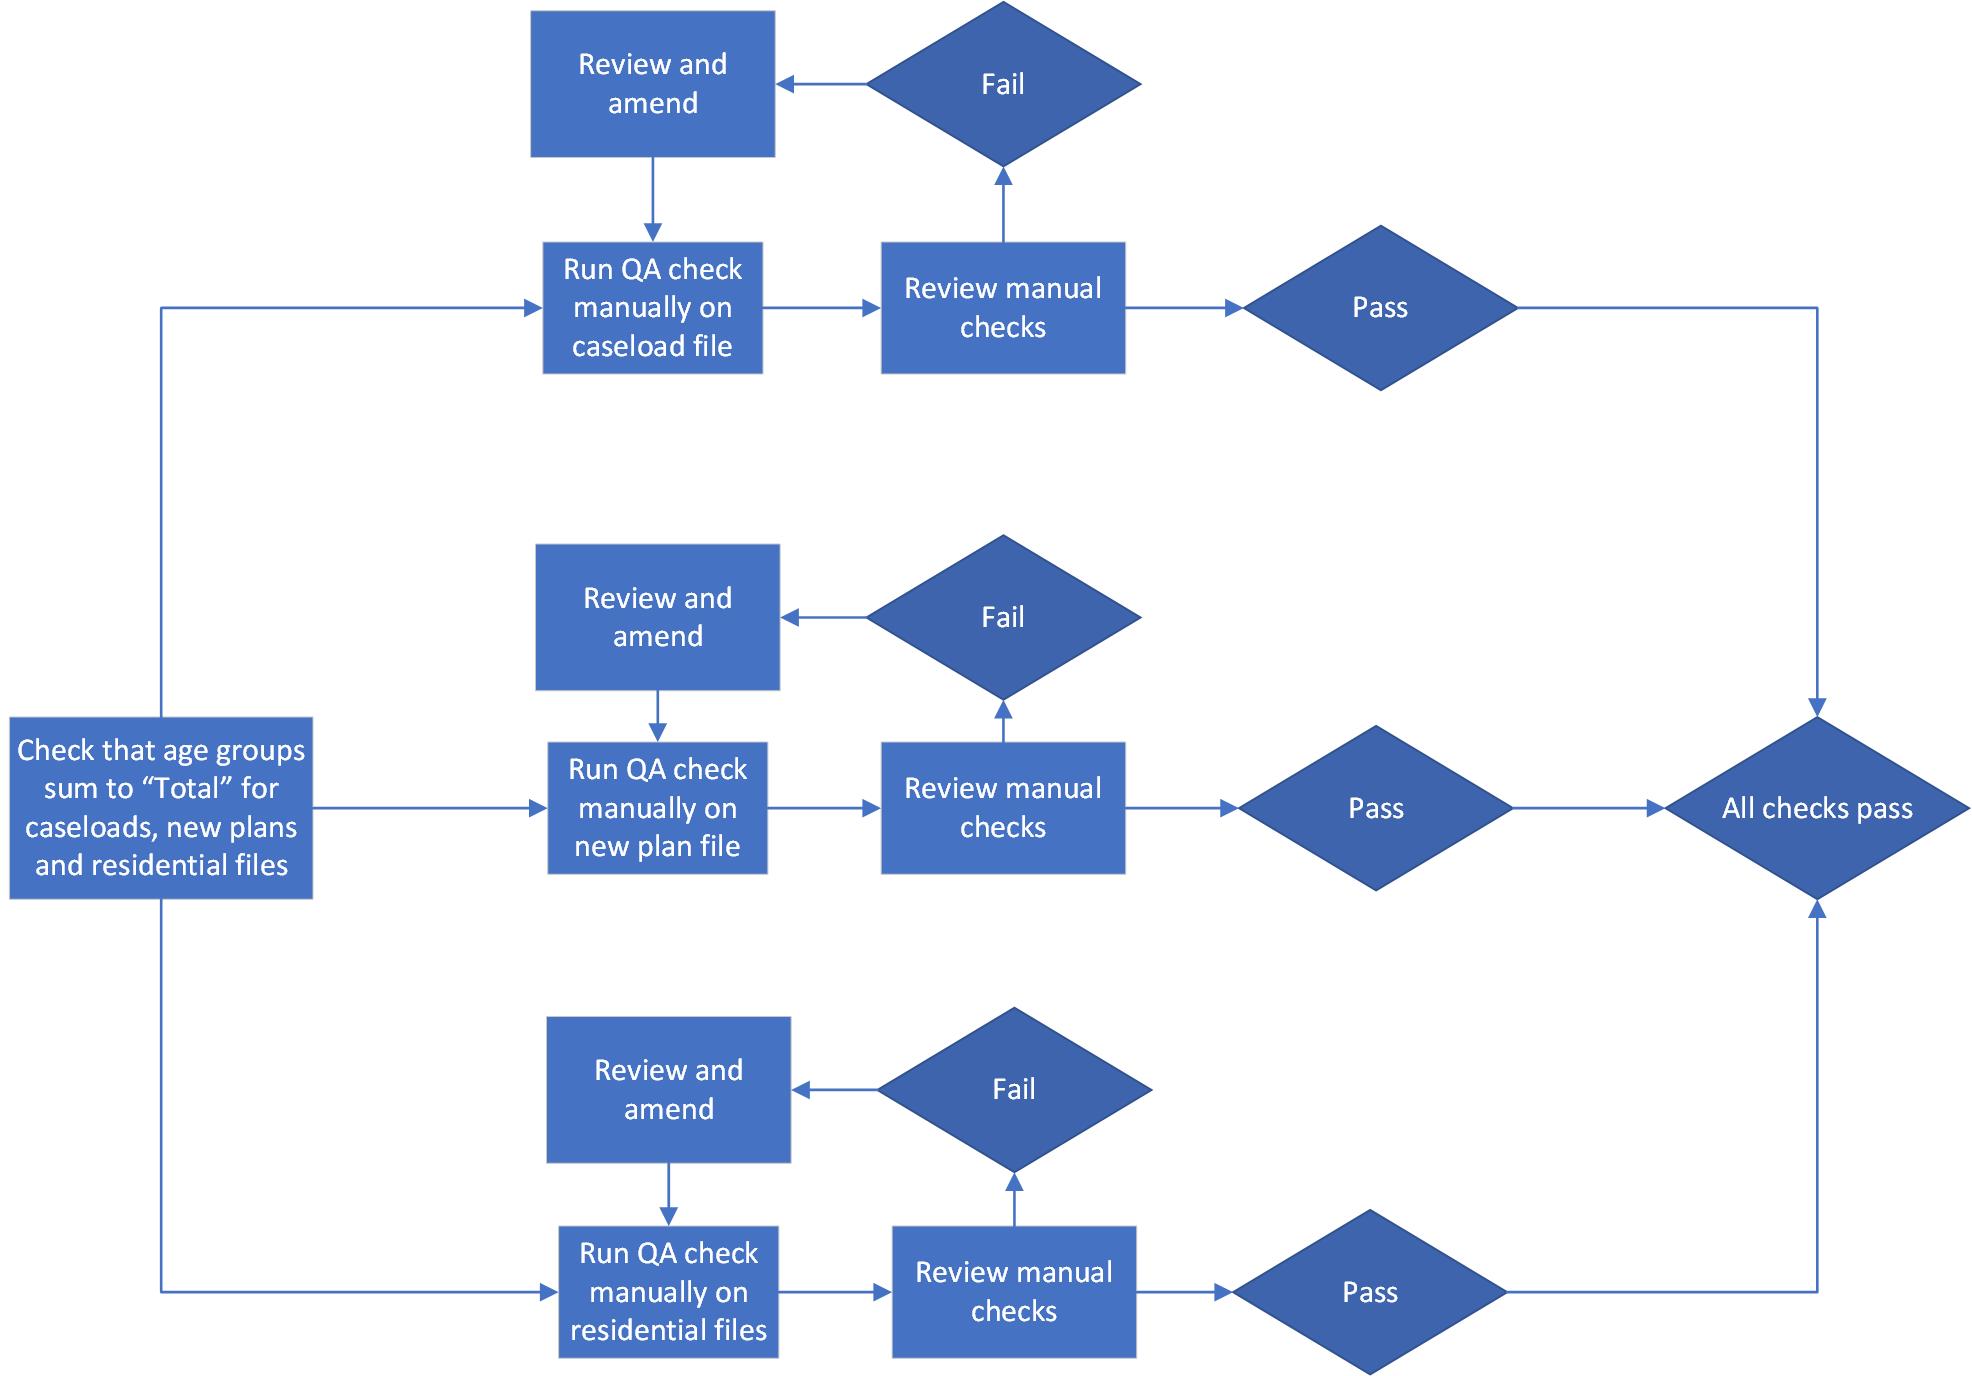 Review and
amend
Fail
Run QA check
manually on
caseload file
Review manual
checks
Pass
Review and
amend
Fail
Check that age groups
sum to “Total” for
caseloads, new plans
and residential files
Run QA check
manually on
new plan file
Review manual
checks
Pass
All checks pass
Review and
amend
Fail
Run QA check
manually on
residential files
Review manual
checks
Pass